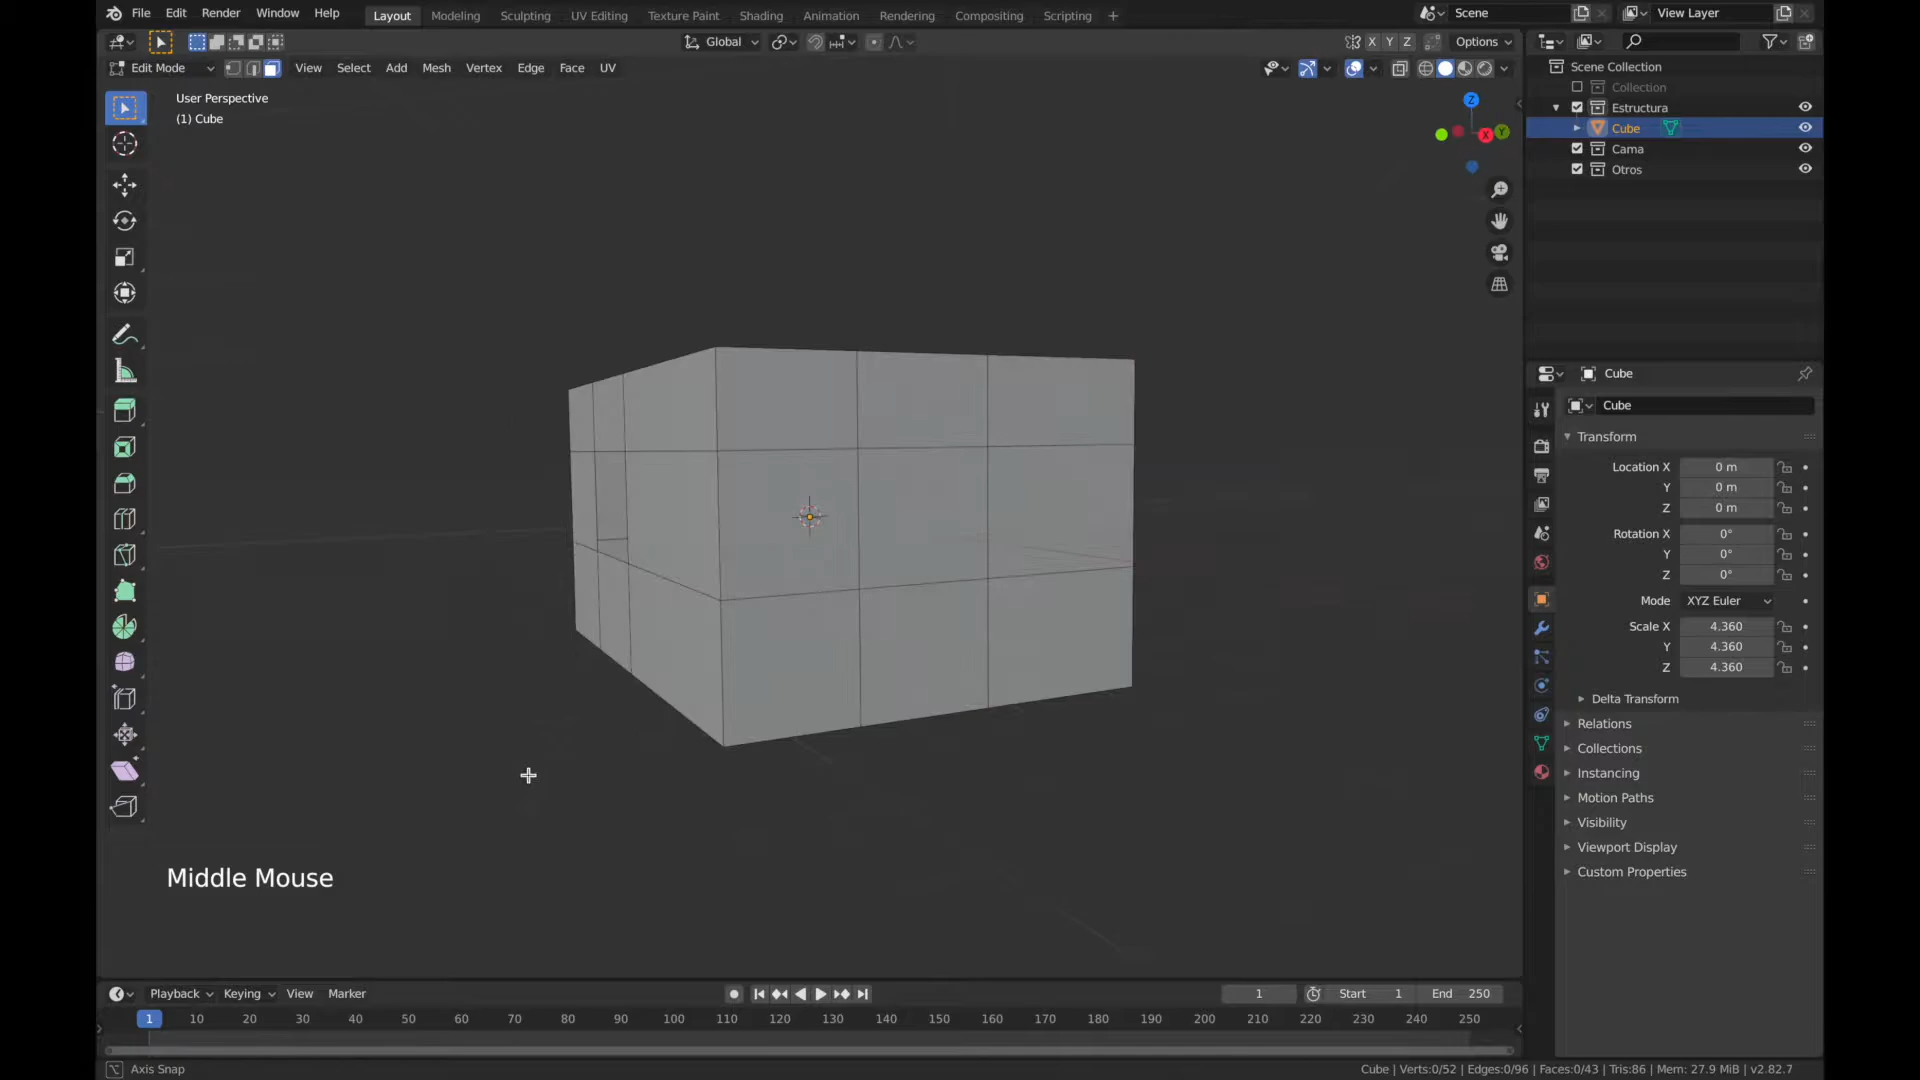 File Edit Render Window Help Layout Modeling Sculpting UV Editing Texture Paint Shading Animation Rendering Compositing Scripting + Scene View Layer
Global X Y Z Options
Edit Mode View Select Add Mesh Vertex Edge Face UV
User Perspective
(1) Cube
Z
X
Y
Middle Mouse
Scene Collection
Collection
Estructura
Cube
Cama
Otros
Cube
Cube
Transform
Location X 0 m
Y 0 m
Z 0 m
Rotation X 0°
Y 0°
Z 0°
Mode XYZ Euler
Scale X 4.360
Y 4.360
Z 4.360
Delta Transform
Relations
Collections
Instancing
Motion Paths
Visibility
Viewport Display
Custom Properties
Playback Keying View Marker 1 Start 1 End 250
1 10 20 30 40 50 60 70 80 90 100 110 120 130 140 150 160 170 180 190 200 210 220 230 240 250
Axis Snap
Cube | Verts:0/52 | Edges:0/96 | Faces:0/43 | Tris:86 | Mem: 27.9 MiB | v2.82.7